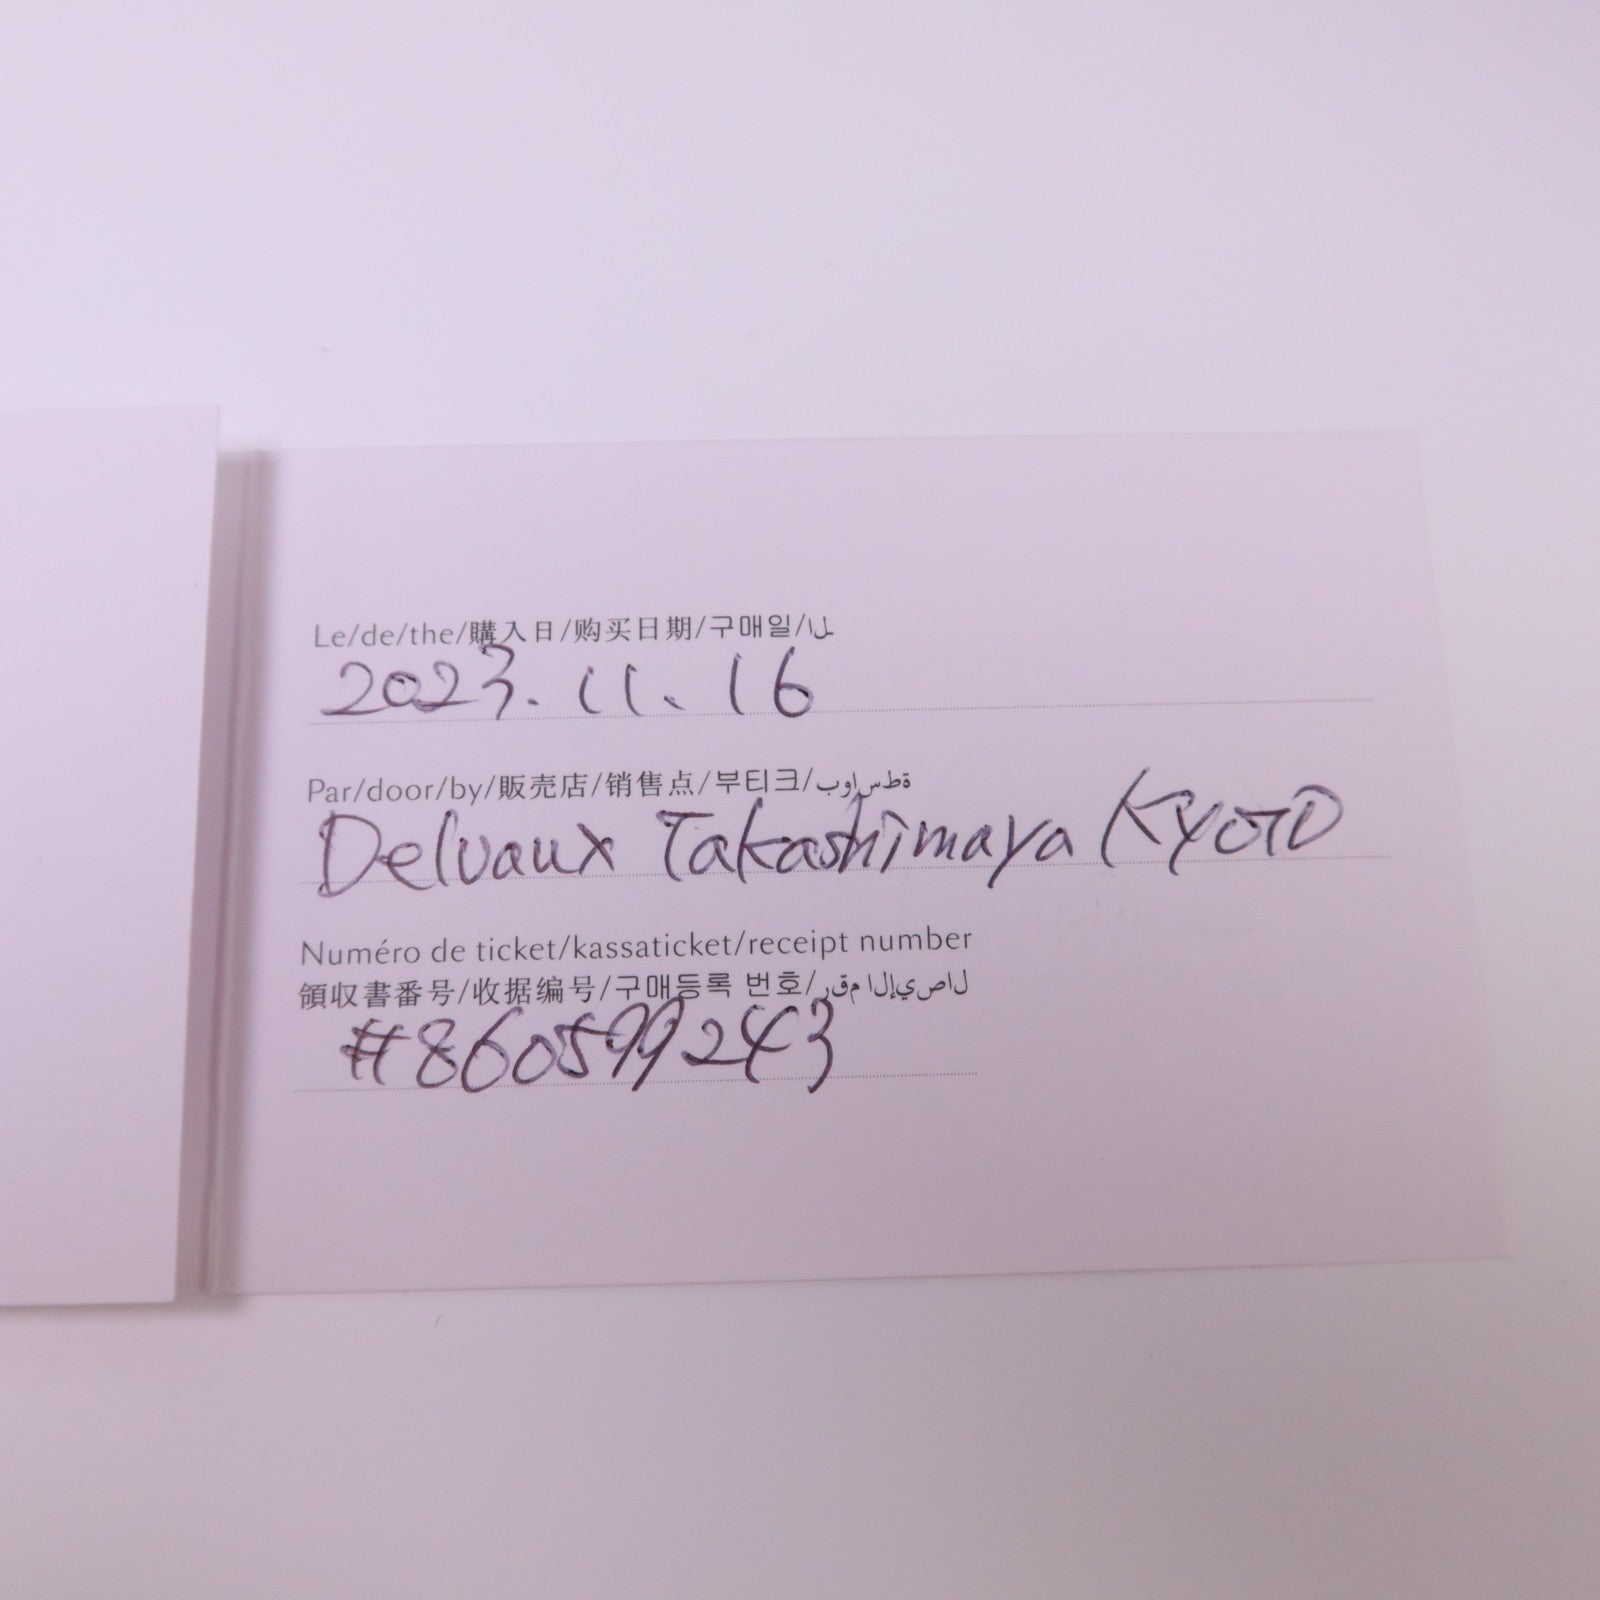 Le/de/the/購入日/购买日期/구매일/ال
2023.11.16
Par/door/by/販売店/销售点/부티크/بواسطة
Delvaux Takashimaya Kyoto
Numéro de ticket/kassaticket/receipt number
領収書番号/收据编号/구매등록 번호/رقم الإيصال
#860599243